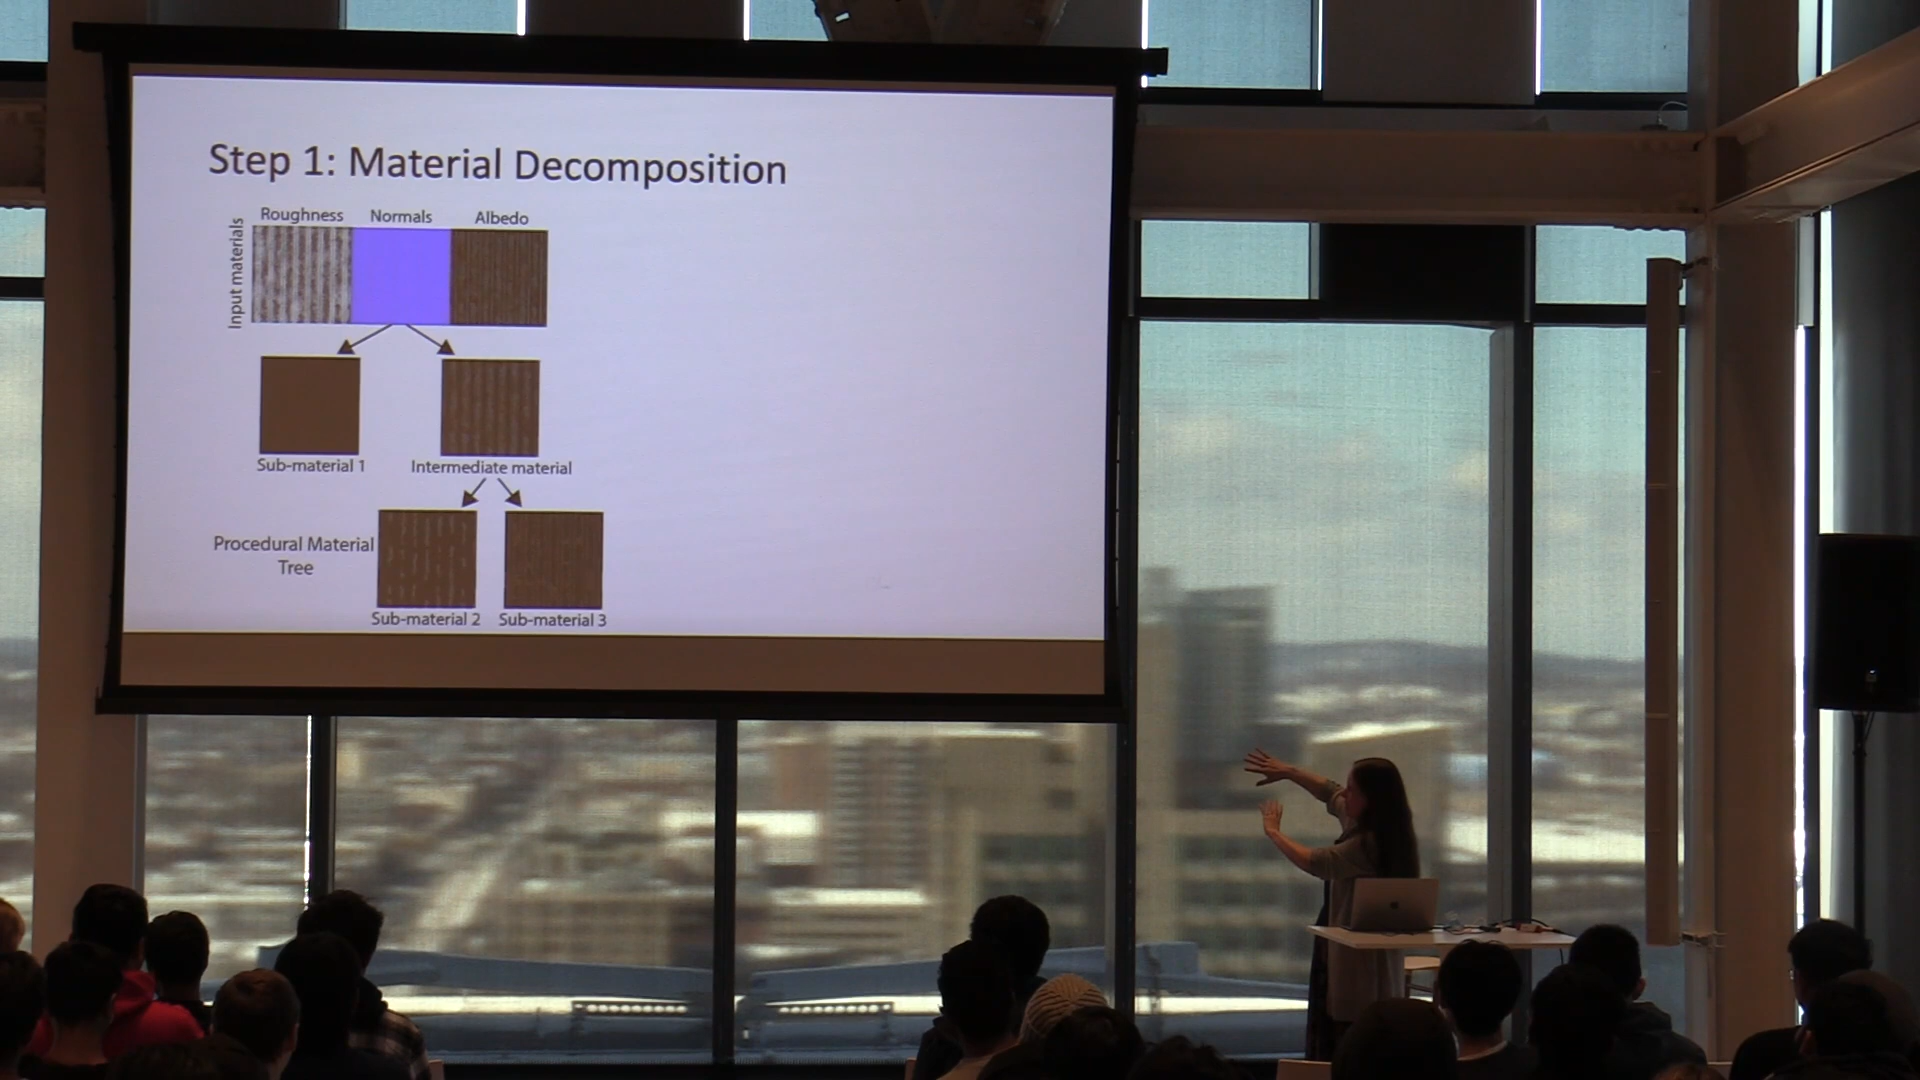 Step 1: Material Decomposition
Roughness Normals Albedo
Input materials
Sub-material 1 Intermediate material
Procedural Material
Tree
Sub-material 2 Sub-material 3